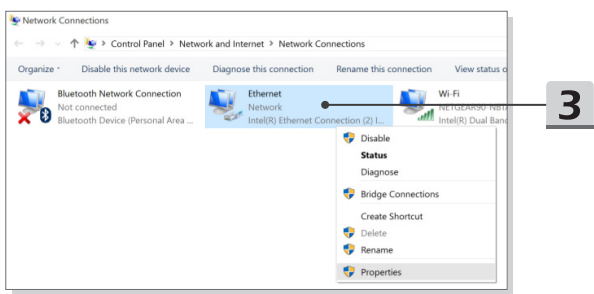 Network Connections
Control Panel > Network and Internet > Network Connections
Organize Disable this network device Diagnose this connection Rename this connection View status o
Bluetooth Network Connection
Not connected
Bluetooth Device (Personal Area ...
Ethernet
Network
Intel(R) Ethernet Connection (2) I...
Wi-Fi
Intel(R) Dual Band
3
Disable
Status
Diagnose
Bridge Connections
Create Shortcut
Delete
Rename
Properties